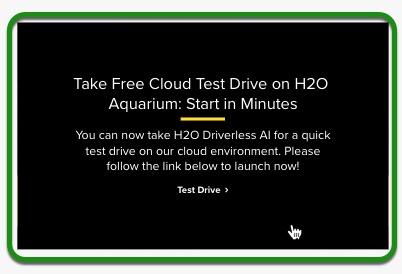 Take Free Cloud Test Drive on H2O
Aquarium: Start in Minutes
You can now take H2O Driverless AI for a quick
test drive on our cloud environment. Please
follow the link below to launch now!
Test Drive ›